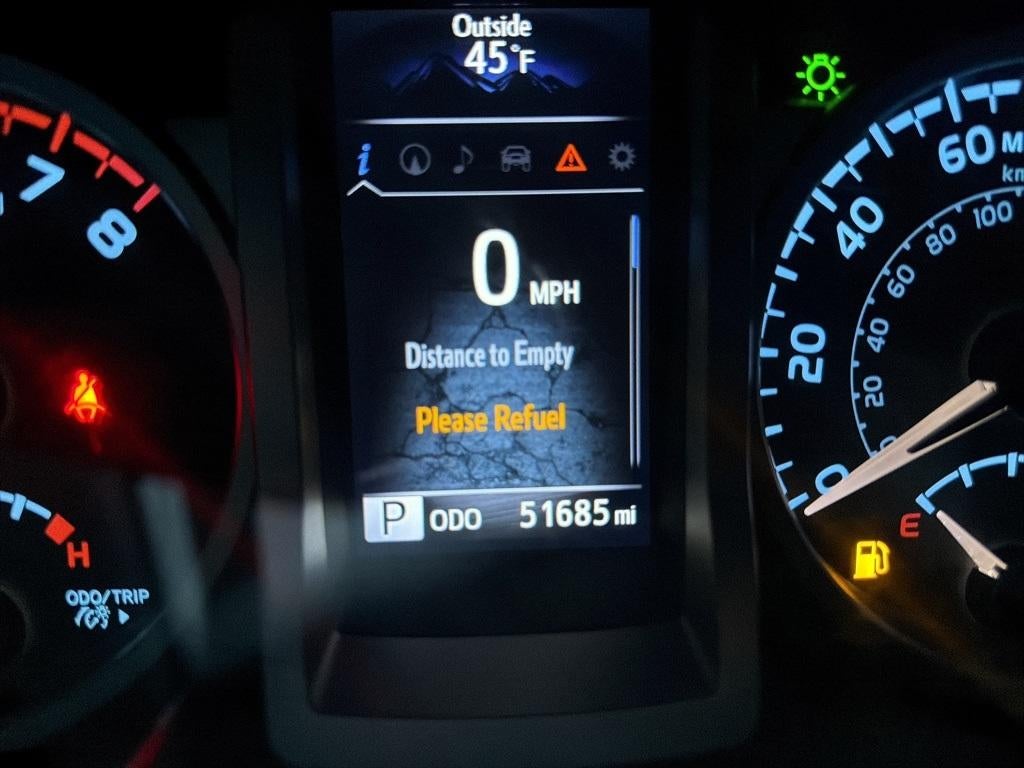 Outside
45°F
7
8
60 M
km
100
80
60
40
20
0
40
20
0
0 MPH
Distance to Empty
Please Refuel
P ODO 51685 mi
E
H
ODO/TRIP